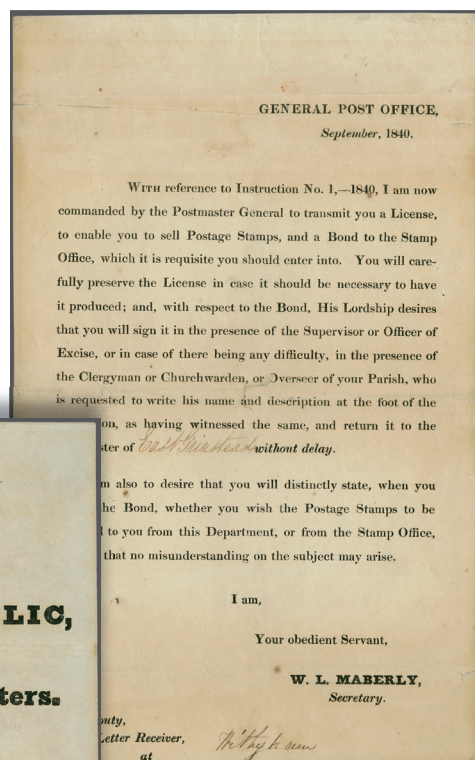 GENERAL POST OFFICE,
September, 1840.
WITH reference to Instruction No. 1,—1840, I am now
commanded by the Postmaster General to transmit you a License,
to enable you to sell Postage Stamps, and a Bond to the Stamp
Office, which it is requisite you should enter into. You will care-
fully preserve the License in case it should be necessary to have
it produced; and, with respect to the Bond, His Lordship desires
that you will sign it in the presence of the Supervisor or Officer of
Excise, or in case of there being any difficulty, in the presence of
the Clergyman or Churchwarden, or Overseer of your Parish, who
is requested to write his name and description at the foot of the
on, as having witnessed the same, and return it to the
ster of East Grinstead without delay.
m also to desire that you will distinctly state, when you
he Bond, whether you wish the Postage Stamps to be
to you from this Department, or from the Stamp Office,
that no misunderstanding on the subject may arise.
I am,
Your obedient Servant,
W. L. MABERLY,
Secretary.
LIC,
ters.
outy,
Letter Receiver,
at Withyham